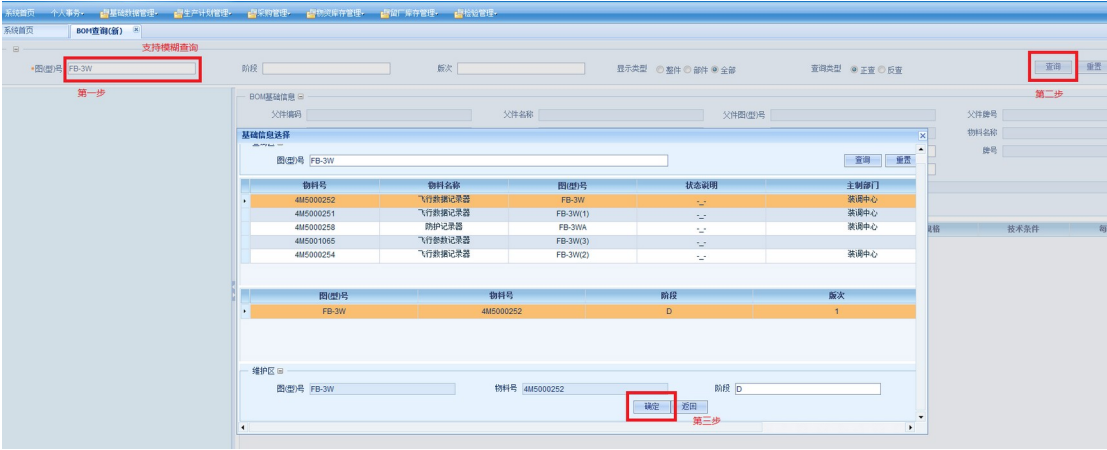 系统首页 个人事务 基础数据管理 生产计划管理 采购管理 物资库存管理 留厂库存管理 检验管理
系统首页 BOM查询(新)
支持模糊查询
*图(型)号 FB-3W 阶段 版次 显示类型 整件 部件 全部 查询类型 正查 反查 查询 重置
第一步 第二步
BOM基础信息
父件编码 父件名称 父件图(型)号 父件牌号
基础信息选择 物料名称
图(型)号 FB-3W 查询 重置 牌号
物料号 物料名称 图(型)号 状态说明 主制部门
4M5000252 飞行数据记录器 FB-3W -_- 装调中心
4M5000251 飞行数据记录器 FB-3W(1) -_- 装调中心
4M5000258 防护记录器 FB-3WA -_- 装调中心
4M5001065 飞行参数记录器 FB-3W(3) -_-
4M5000254 飞行数据记录器 FB-3W(2) -_- 装调中心
技术条件
图(型)号 物料号 阶段 版次
FB-3W 4M5000252 D 1
维护区
图(型)号 FB-3W 物料号 4M5000252 阶段 D
确定 返回
第三步